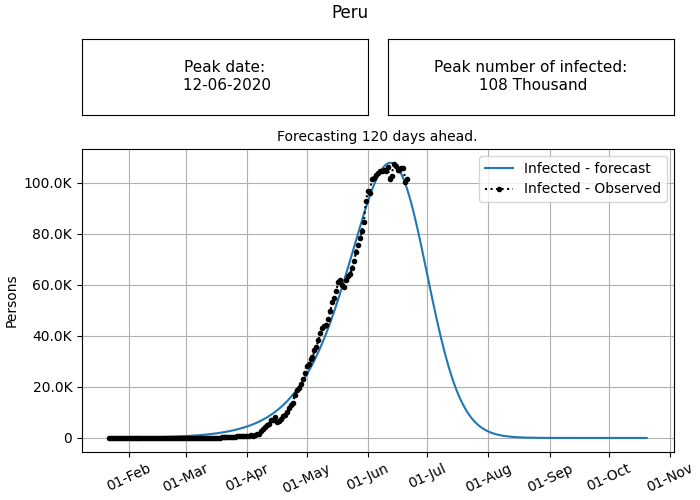 Peru
Peak date:
12-06-2020
Peak number of infected:
108 Thousand
Forecasting 120 days ahead.
Infected - forecast
Infected - Observed
Persons
100.0K
80.0K
60.0K
40.0K
20.0K
0
01-Feb
01-Mar
01-Apr
01-May
01-Jun
01-Jul
01-Aug
01-Sep
01-Oct
01-Nov